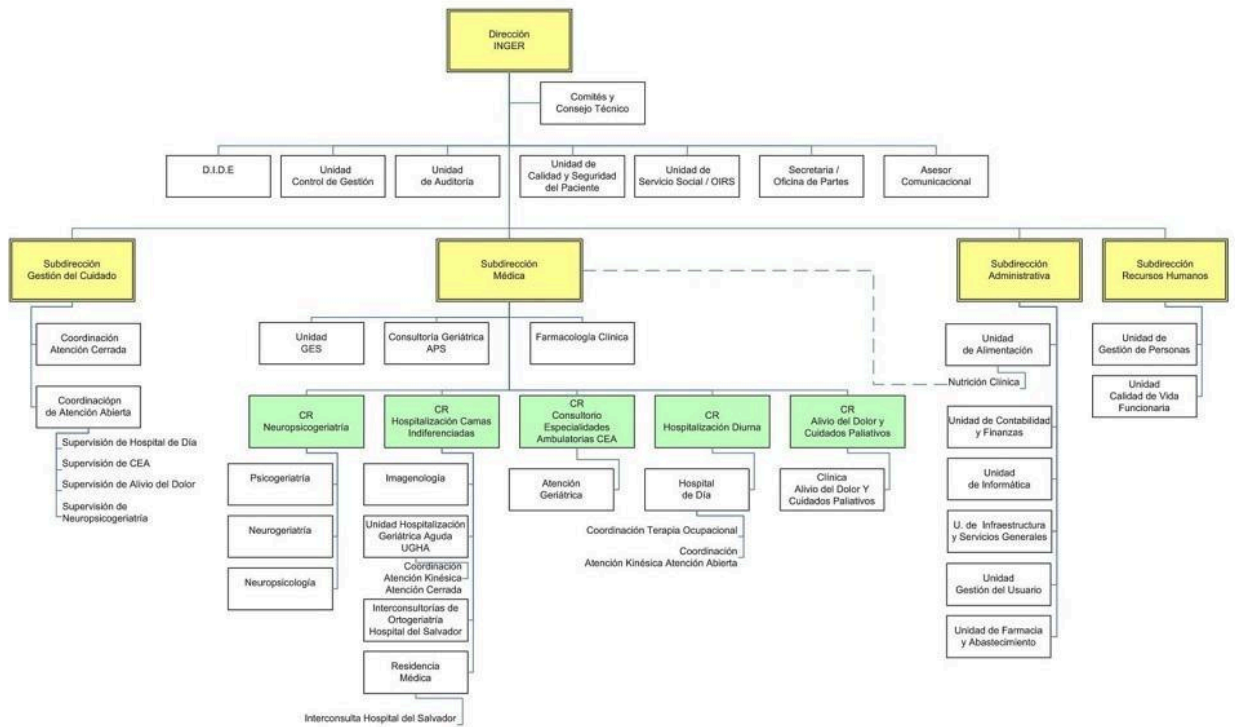 Dirección
INGER
Comités y
Consejo Técnico
D.I.D.E
Unidad
Control de Gestión
Unidad
de Auditoría
Unidad de
Calidad y Seguridad
del Paciente
Unidad de
Servicio Social / OIRS
Secretaria /
Oficina de Partes
Asesor
Comunicacional
Subdirección
Gestión del Cuidado
Subdirección
Médica
Subdirección
Administrativa
Subdirección
Recursos Humanos
Coordinación
Atención Cerrada
Coordinaciópn
de Atención Abierta
Supervisión de Hospital de Día
Supervisión de CEA
Supervisión de Alivio del Dolor
Supervisión de
Neuropsicogeriatría
Unidad
GES
Consultoría Geriátrica
APS
Farmacología Clínica
CR
Neuropsicogeriatría
Psicogeriatría
Neurogeriatría
Neuropsicología
CR
Hospitalización Camas
Indiferenciadas
Imagenología
Unidad Hospitalización
Geriátrica Aguda
UGHA
Coordinación
Atención Kinésica
Atención Cerrada
Interconsultorías de
Ortogeriatría
Hospital del Salvador
Residencia
Médica
Interconsulta Hospital del Salvador
CR
Consultorio
Especialidades
Ambulatorias CEA
Atención
Geriátrica
CR
Hospitalización Diurna
Hospital
de Día
Coordinación Terapia Ocupacional
Coordinación
Atención Kinésica Atención Abierta
CR
Alivio del Dolor y
Cuidados Paliativos
Clínica
Alivio del Dolor Y
Cuidados Paliativos
Unidad
de Alimentación
Nutrición Clínica
Unidad de Contabilidad
y Finanzas
Unidad
de Informática
U. de Infraestructura
y Servicios Generales
Unidad
Gestión del Usuario
Unidad de Farmacia
y Abastecimiento
Unidad de
Gestión de Personas
Unidad
Calidad de Vida
Funcionaria